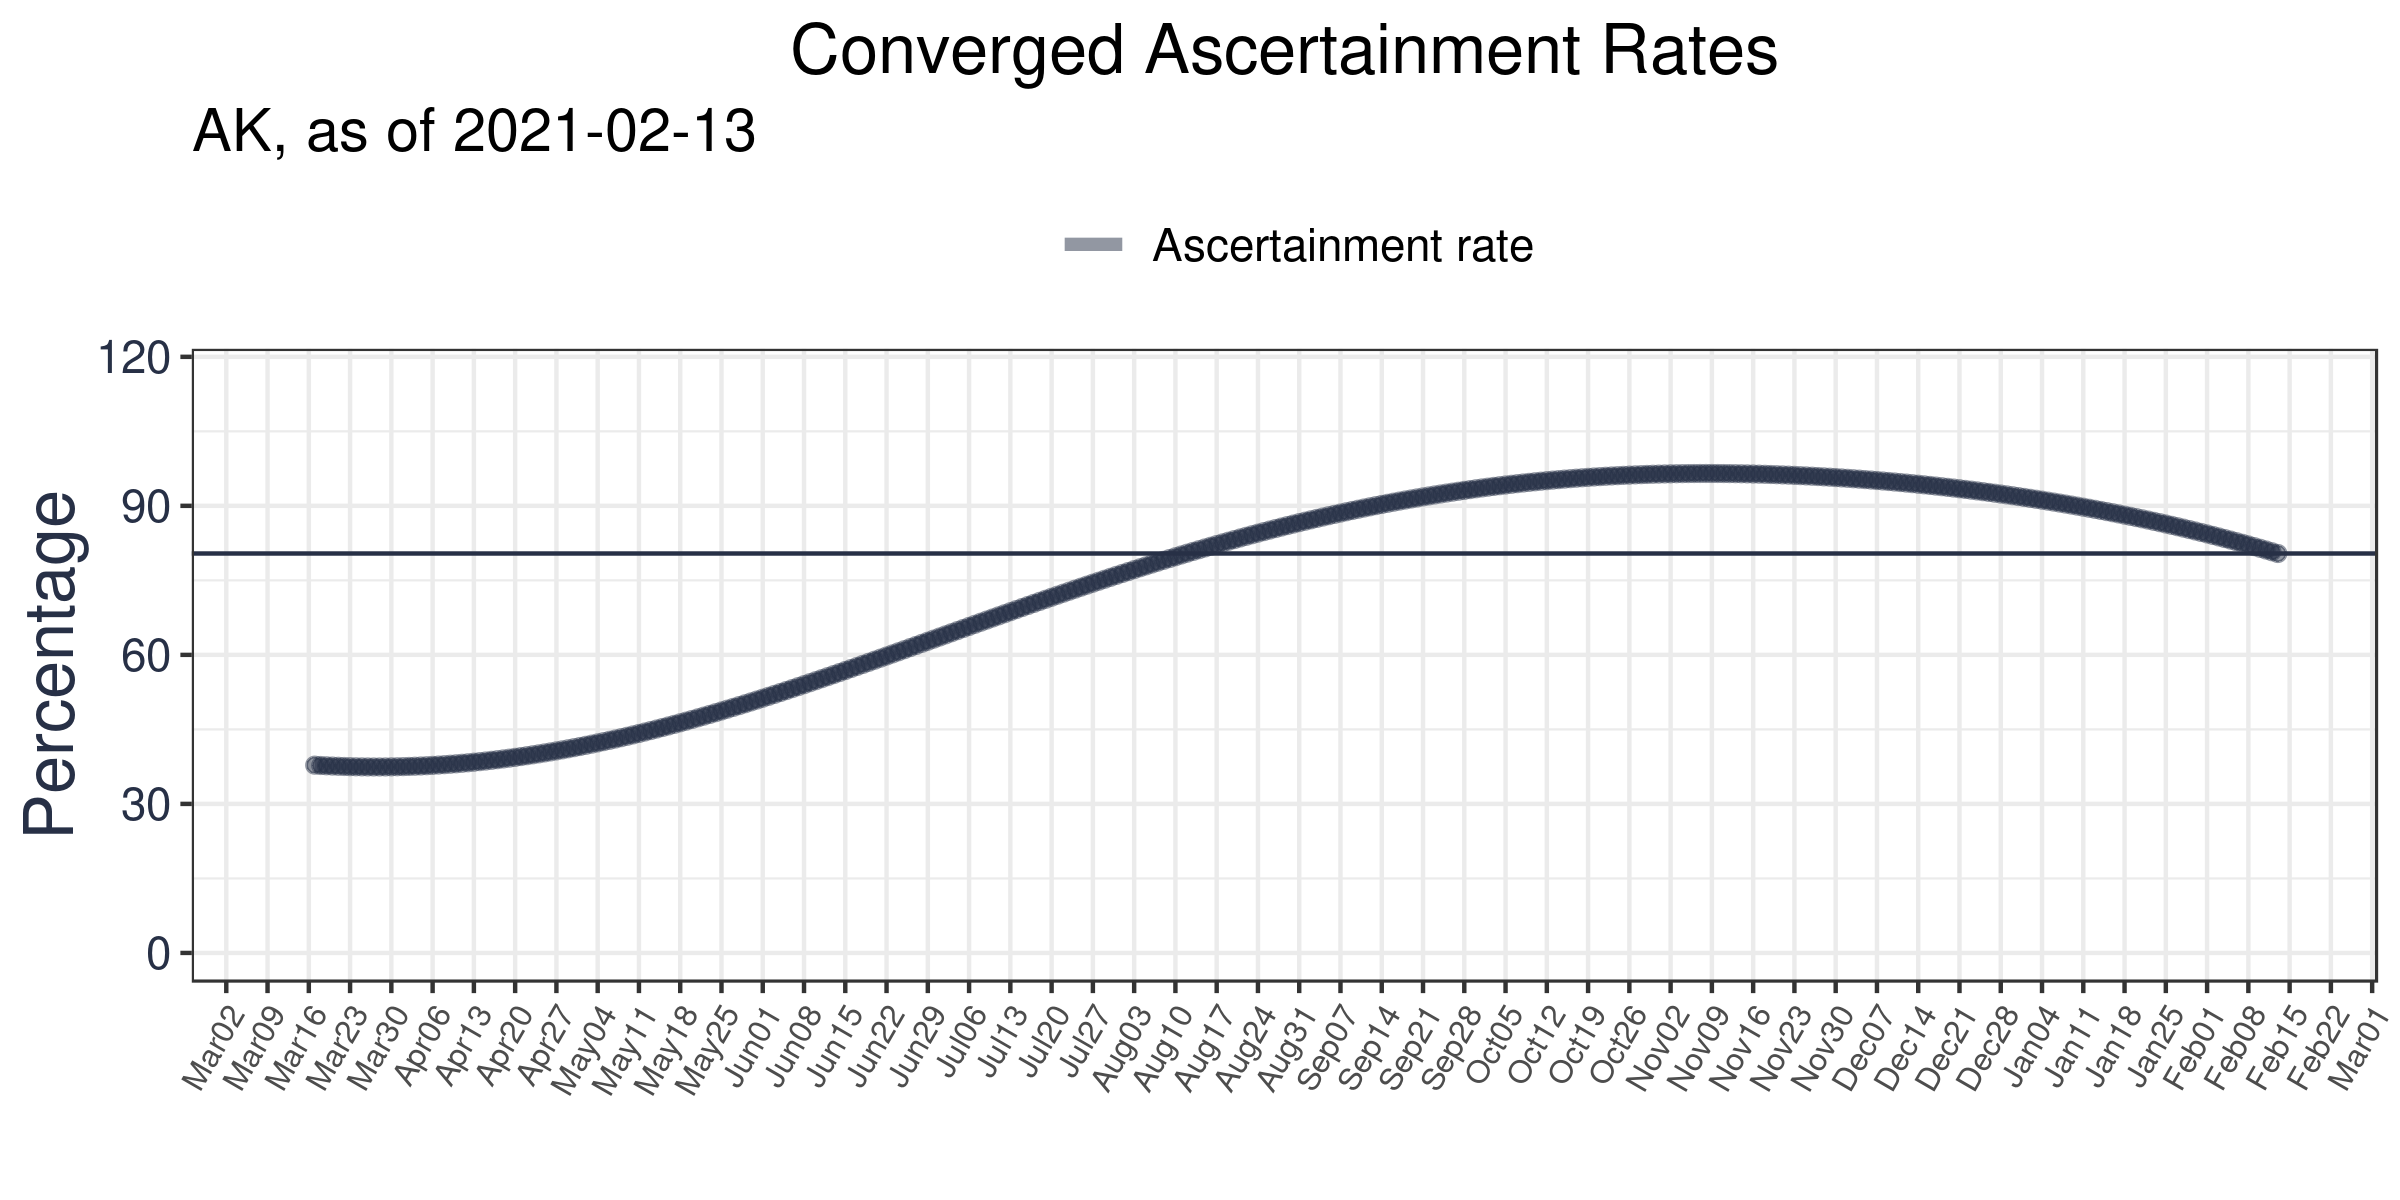 Converged Ascertainment Rates
AK, as of 2021-02-13
Ascertainment rate
Percentage
120
90
60
30
0
Mar02
Mar09
Mar16
Mar23
Mar30
Apr06
Apr13
Apr20
Apr27
May04
May11
May18
May25
Jun01
Jun08
Jun15
Jun22
Jun29
Jul06
Jul13
Jul20
Jul27
Aug03
Aug10
Aug17
Aug24
Aug31
Sep07
Sep14
Sep21
Sep28
Oct05
Oct12
Oct19
Oct26
Nov02
Nov09
Nov16
Nov23
Nov30
Dec07
Dec14
Dec21
Dec28
Jan04
Jan11
Jan18
Jan25
Feb01
Feb08
Feb15
Feb22
Mar01